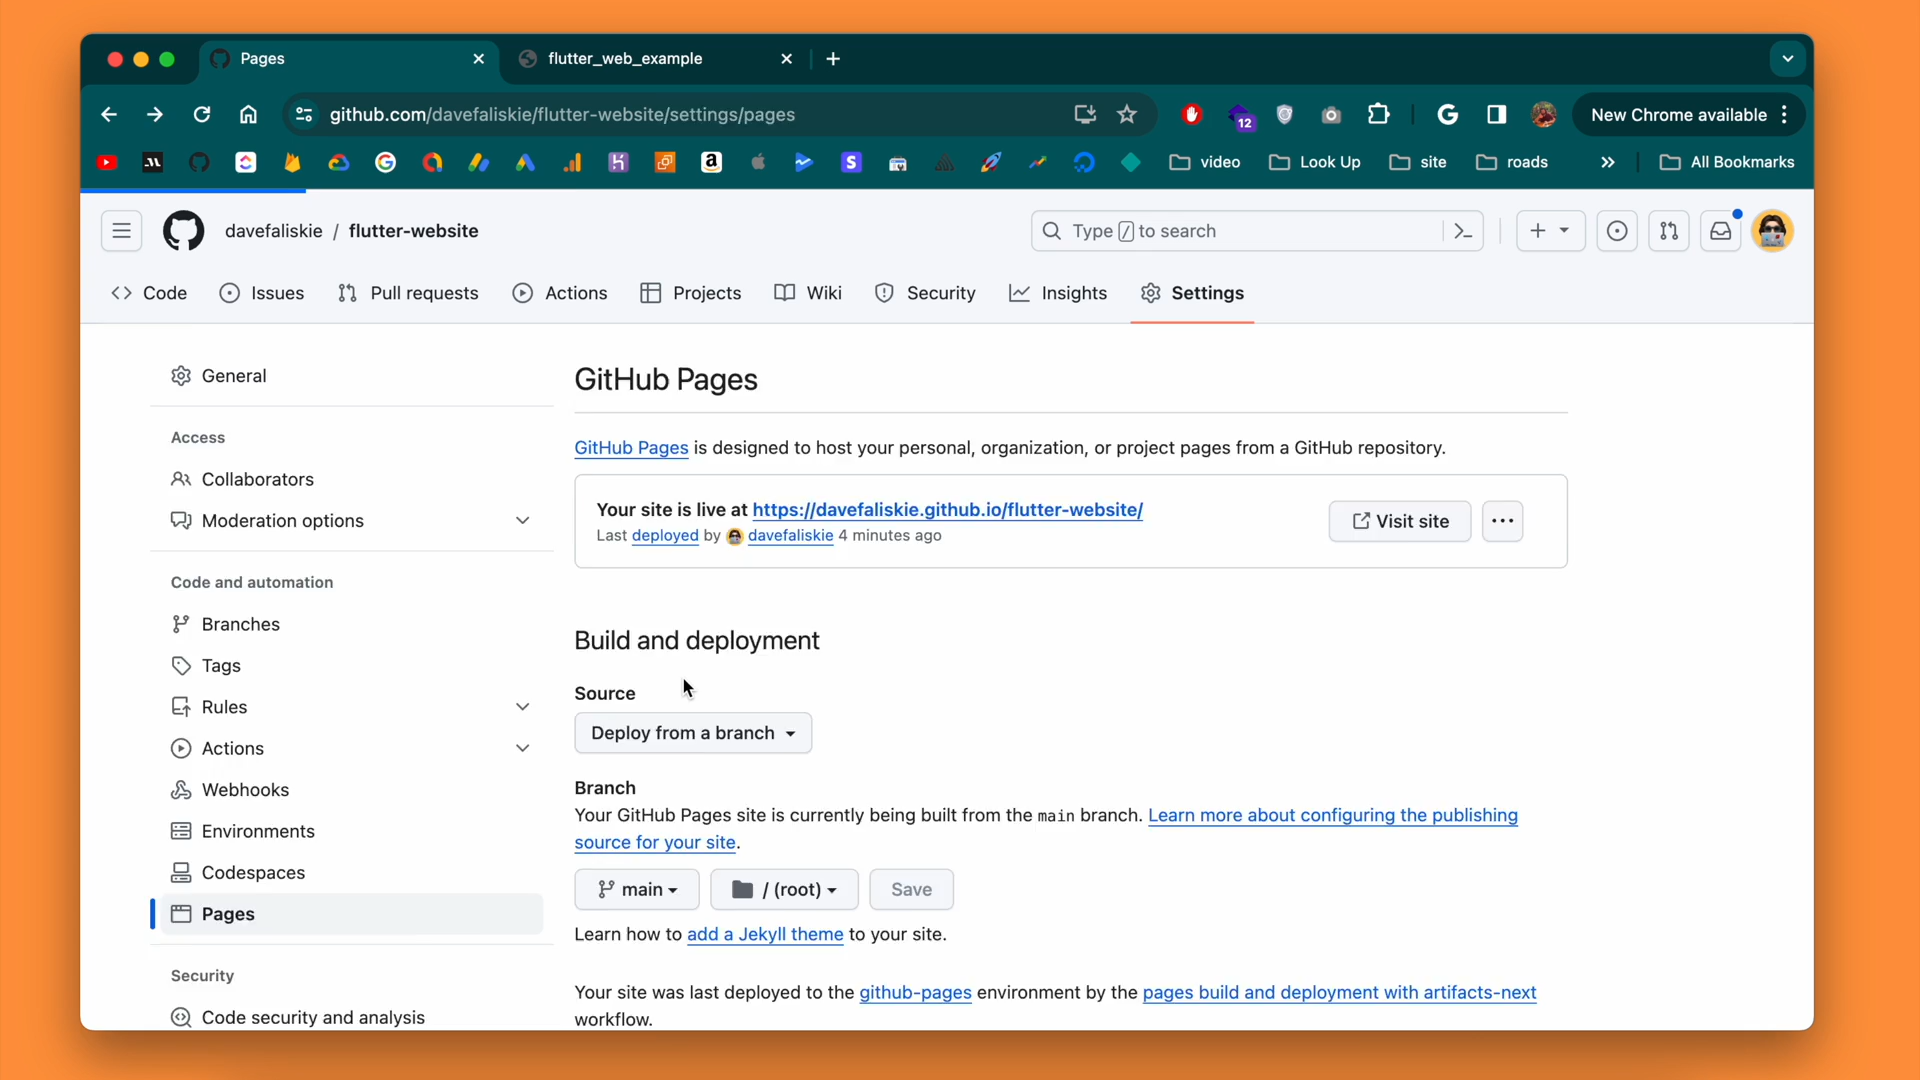 Pages
flutter_web_example
github.com/davefaliskie/flutter-website/settings/pages
12
New Chrome available
video
Look Up
site
roads
All Bookmarks
davefaliskie / flutter-website
Type / to search
Code
Issues
Pull requests
Actions
Projects
Wiki
Security
Insights
Settings
General
Access
Collaborators
Moderation options
Code and automation
Branches
Tags
Rules
Actions
Webhooks
Environments
Codespaces
Pages
Security
Code security and analysis
GitHub Pages
GitHub Pages is designed to host your personal, organization, or project pages from a GitHub repository.
Your site is live at https://davefaliskie.github.io/flutter-website/
Last deployed by davefaliskie 4 minutes ago
Visit site
Build and deployment
Source
Deploy from a branch
Branch
Your GitHub Pages site is currently being built from the main branch. Learn more about configuring the publishing
source for your site.
main
/ (root)
Save
Learn how to add a Jekyll theme to your site.
Your site was last deployed to the github-pages environment by the pages build and deployment with artifacts-next
workflow.